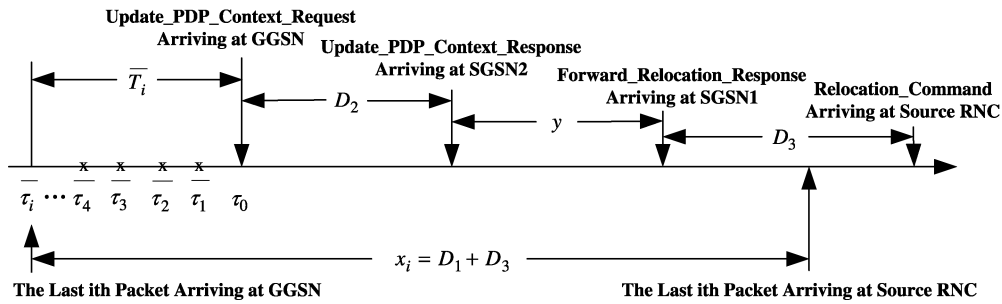 Update_PDP_Context_Request
Arriving at GGSN
Update_PDP_Context_Response
Arriving at SGSN2
Forward_Relocation_Response
Arriving at SGSN1
Relocation_Command
Arriving at Source RNC
T̅ᵢ
D₂
y
D₃
x x x x
τ̅ᵢ ··· τ̅₄ τ̅₃ τ̅₂ τ̅₁ τ₀
xᵢ = D₁ + D₃
The Last ith Packet Arriving at GGSN
The Last ith Packet Arriving at Source RNC